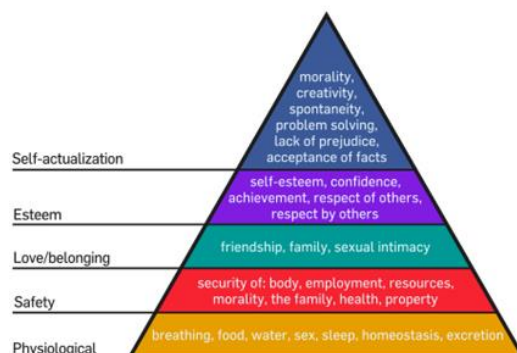 morality,
creativity,
spontaneity,
problem solving,
lack of prejudice,
acceptance of facts
Self-actualization
self-esteem, confidence,
achievement, respect of others,
respect by others
Esteem
friendship, family, sexual intimacy
Love/belonging
security of: body, employment, resources,
morality, the family, health, property
Safety
breathing, food, water, sex, sleep, homeostasis, excretion
Physiological